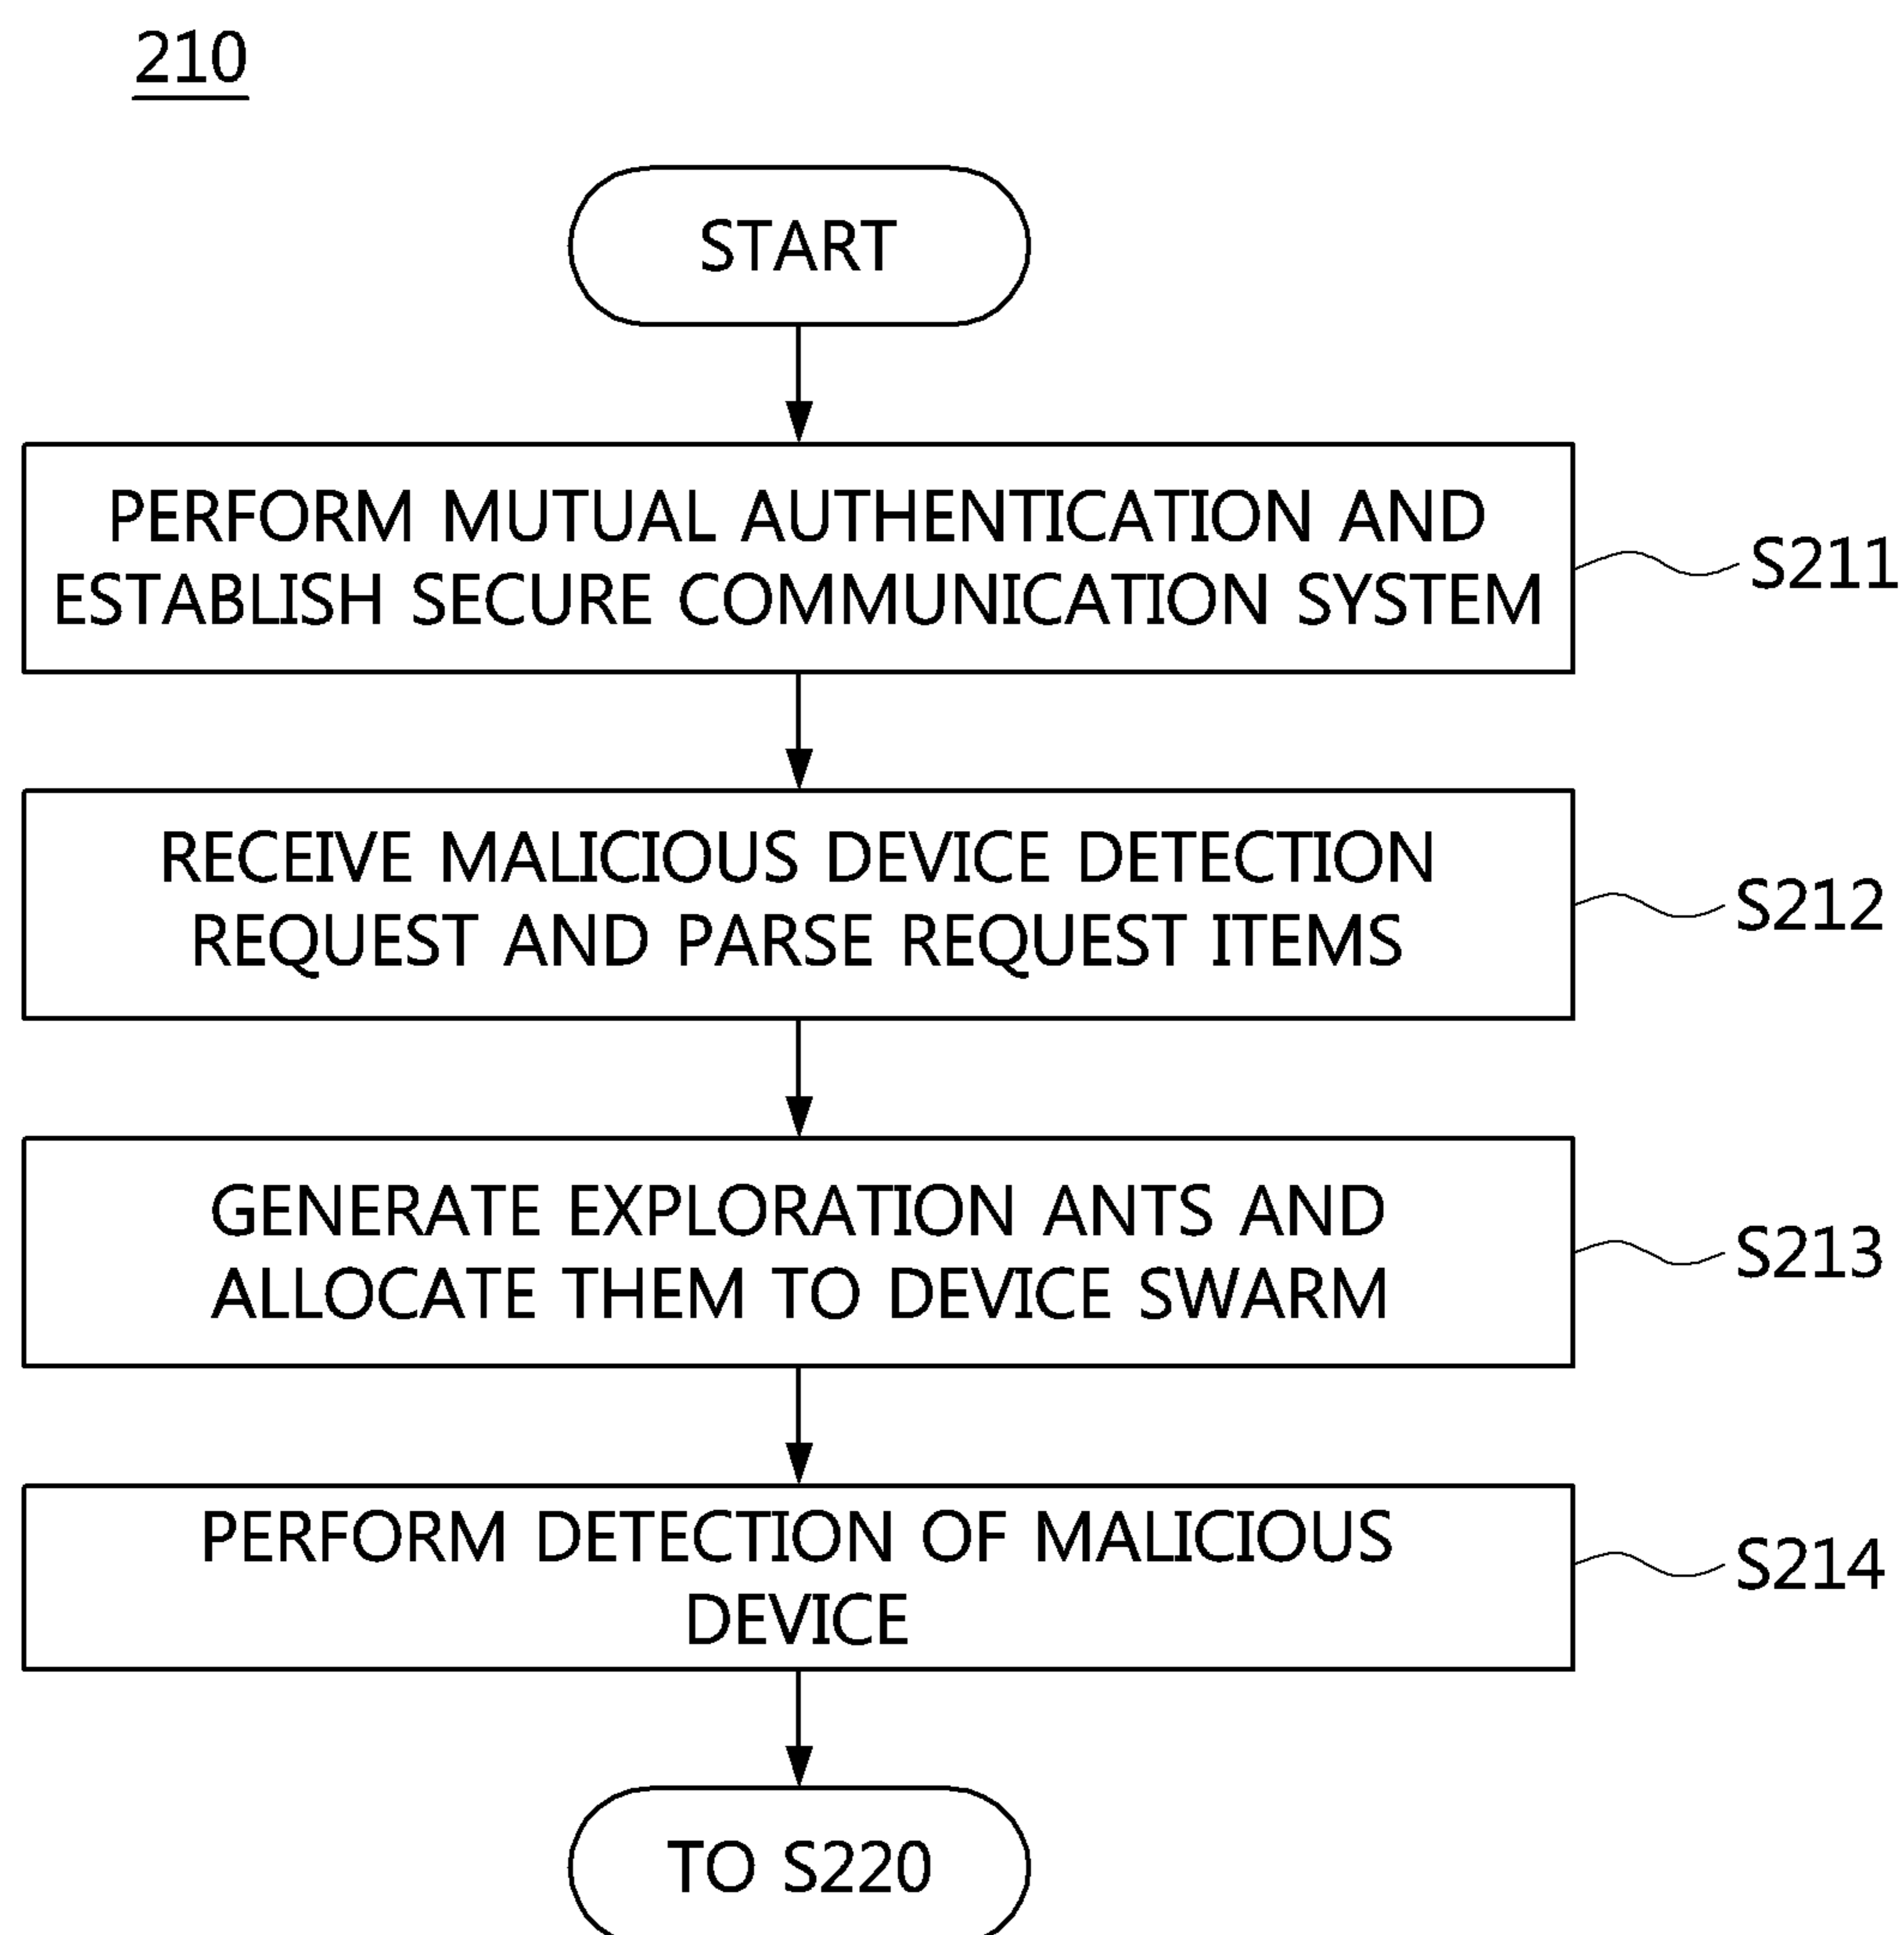 210
START
PERFORM MUTUAL AUTHENTICATION AND
ESTABLISH SECURE COMMUNICATION SYSTEM
S211
RECEIVE MALICIOUS DEVICE DETECTION
REQUEST AND PARSE REQUEST ITEMS
S212
GENERATE EXPLORATION ANTS AND
ALLOCATE THEM TO DEVICE SWARM
S213
PERFORM DETECTION OF MALICIOUS
DEVICE
S214
TO S220